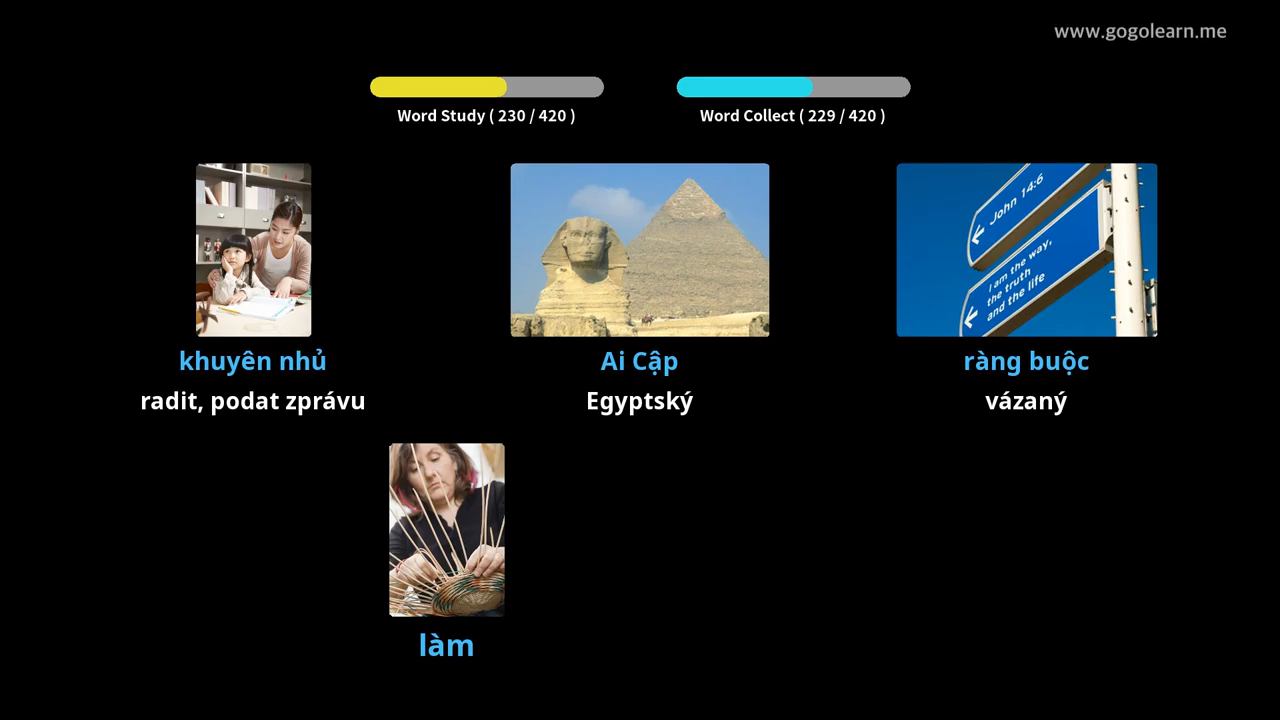 www.gogolearn.me
Word Study ( 230 / 420 )
Word Collect ( 229 / 420 )
John 14:6
I am the way,
the truth
and the life
khuyên nhủ
Ai Cập
ràng buộc
radit, podat zprávu
Egyptský
vázaný
làm